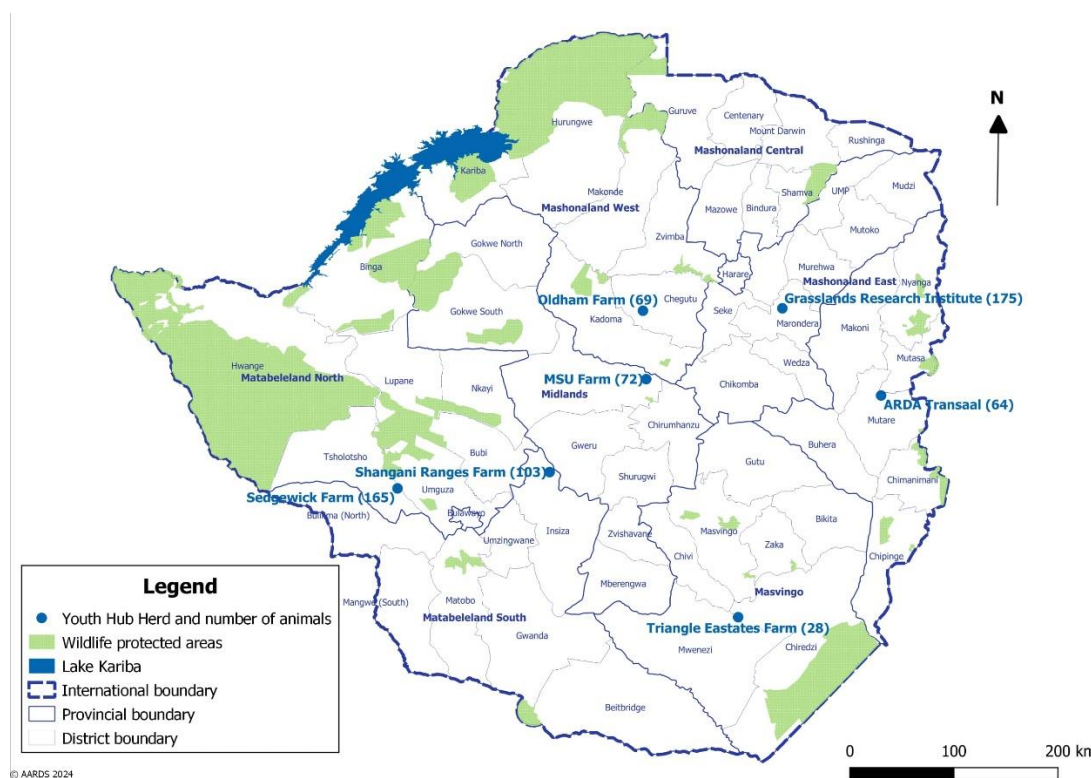 N
Guruve
Centenary
Mount Darwin
Rushinga
Hurungwe
Mashonaland Central
Kariba
Shamva
UMP
Mudzi
Makonde
Mashonaland West
Mazowe
Bindura
Mutoko
Zvimba
Gokwe North
Binga
Harare
Murehwa
Mashonaland East
Nyanga
Oldham Farm (69)
Chegutu
Grasslands Research Institute (175)
Gokwe South
Kadoma
Seke
Marondera
Makoni
Mutasa
Hwange
Matabeleland North
Lupane
Nkayi
Wedza
MSU Farm (72)
Midlands
Chikomba
ARDA Transaal (64)
Mutare
Chirumhanzu
Gweru
Buhera
Tsholotsho
Bubi
Gutu
Shangani Ranges Farm (103)
Shurugwi
Chimanimani
Sedgewick Farm (165)
Umguza
Bulilima (North)
Bulawayo
Bikita
Insiza
Zvishavane
Masvingo
Umzingwane
Chivi
Zaka
Chipinge
Mberengwa
Masvingo
Mangwe (South)
Matobo
Matabeleland South
Triangle Eastates Farm (28)
Gwanda
Mwenezi
Chiredzi
Beitbridge
Legend
Youth Hub Herd and number of animals
Wildlife protected areas
Lake Kariba
International boundary
Provincial boundary
District boundary
0 100 200 km
© AARDS 2024